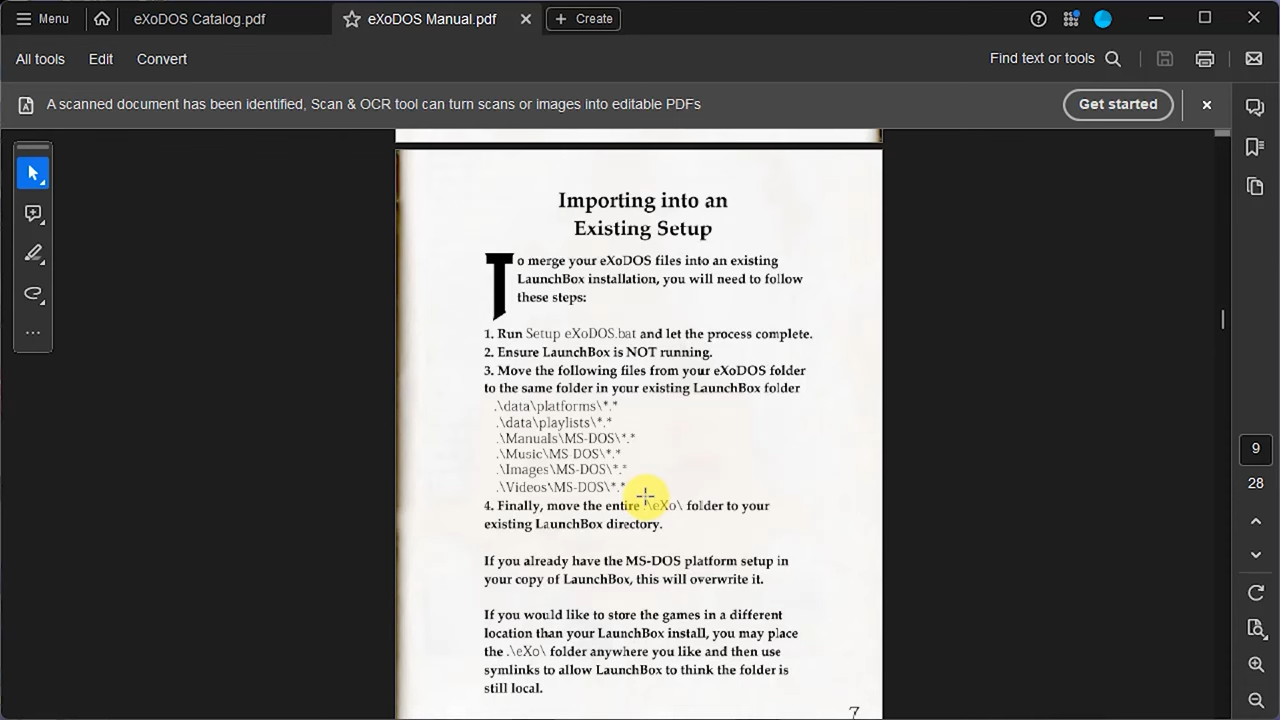 Menu
eXoDOS Catalog.pdf
eXoDOS Manual.pdf
Create
All tools
Edit
Convert
Find text or tools
A scanned document has been identified, Scan & OCR tool can turn scans or images into editable PDFs
Get started
Importing into an
Existing Setup
To merge your eXoDOS files into an existing
LaunchBox installation, you will need to follow
these steps:
1. Run Setup eXoDOS.bat and let the process complete.
2. Ensure LaunchBox is NOT running.
3. Move the following files from your eXoDOS folder
to the same folder in your existing LaunchBox folder
.\data\platforms\*.*
.\data\playlists\*.*
.\Manuals\MS-DOS\*.*
.\Music\MS-DOS\*.*
.\Images\MS-DOS\*.*
.\Videos\MS-DOS\*.*
4. Finally, move the entire .\eXo\ folder to your
existing LaunchBox directory.
If you already have the MS-DOS platform setup in
your copy of LaunchBox, this will overwrite it.
If you would like to store the games in a different
location than your LaunchBox install, you may place
the .\eXo\ folder anywhere you like and then use
symlinks to allow LaunchBox to think the folder is
still local.
7
9
28